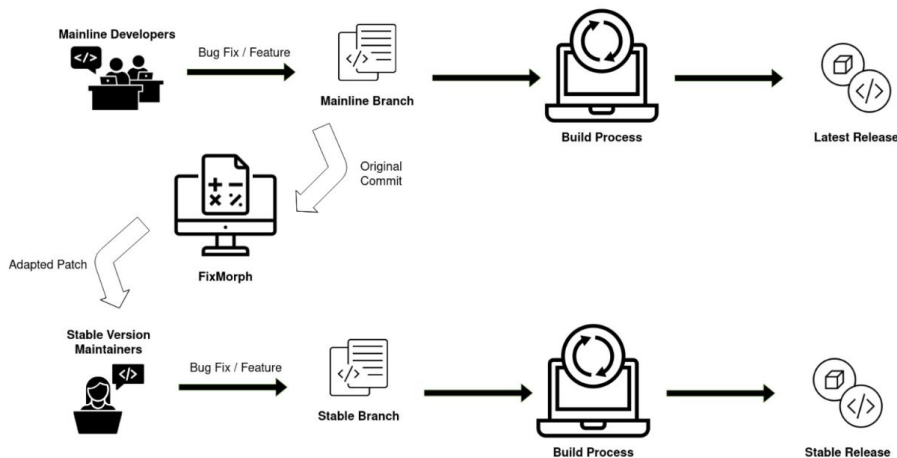 Mainline Developers
Bug Fix / Feature
</>
</>
Mainline Branch
Build Process
</>
Latest Release
Original
Commit
FixMorph
Adapted Patch
Stable Version
Maintainers
Bug Fix / Feature
</>
</>
Stable Branch
Build Process
</>
Stable Release